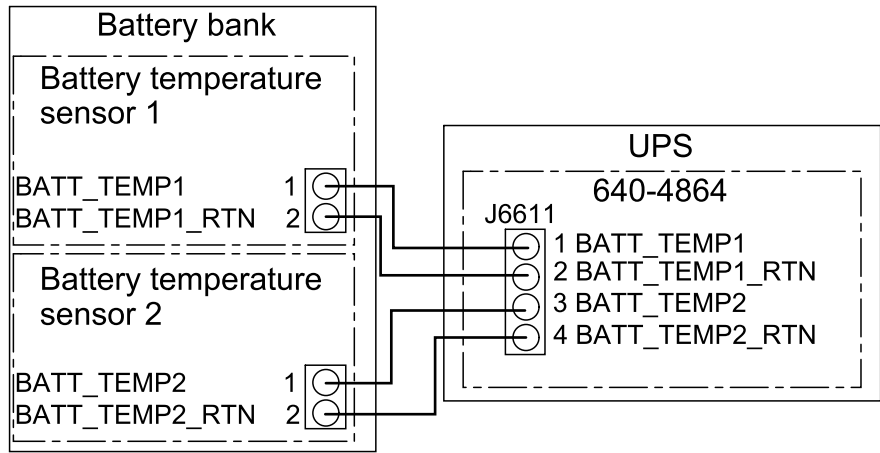 Battery bank
Battery temperature
sensor 1
BATT_TEMP1 1
BATT_TEMP1_RTN 2
Battery temperature
sensor 2
BATT_TEMP2 1
BATT_TEMP2_RTN 2
UPS
640-4864
J6611
1 BATT_TEMP1
2 BATT_TEMP1_RTN
3 BATT_TEMP2
4 BATT_TEMP2_RTN